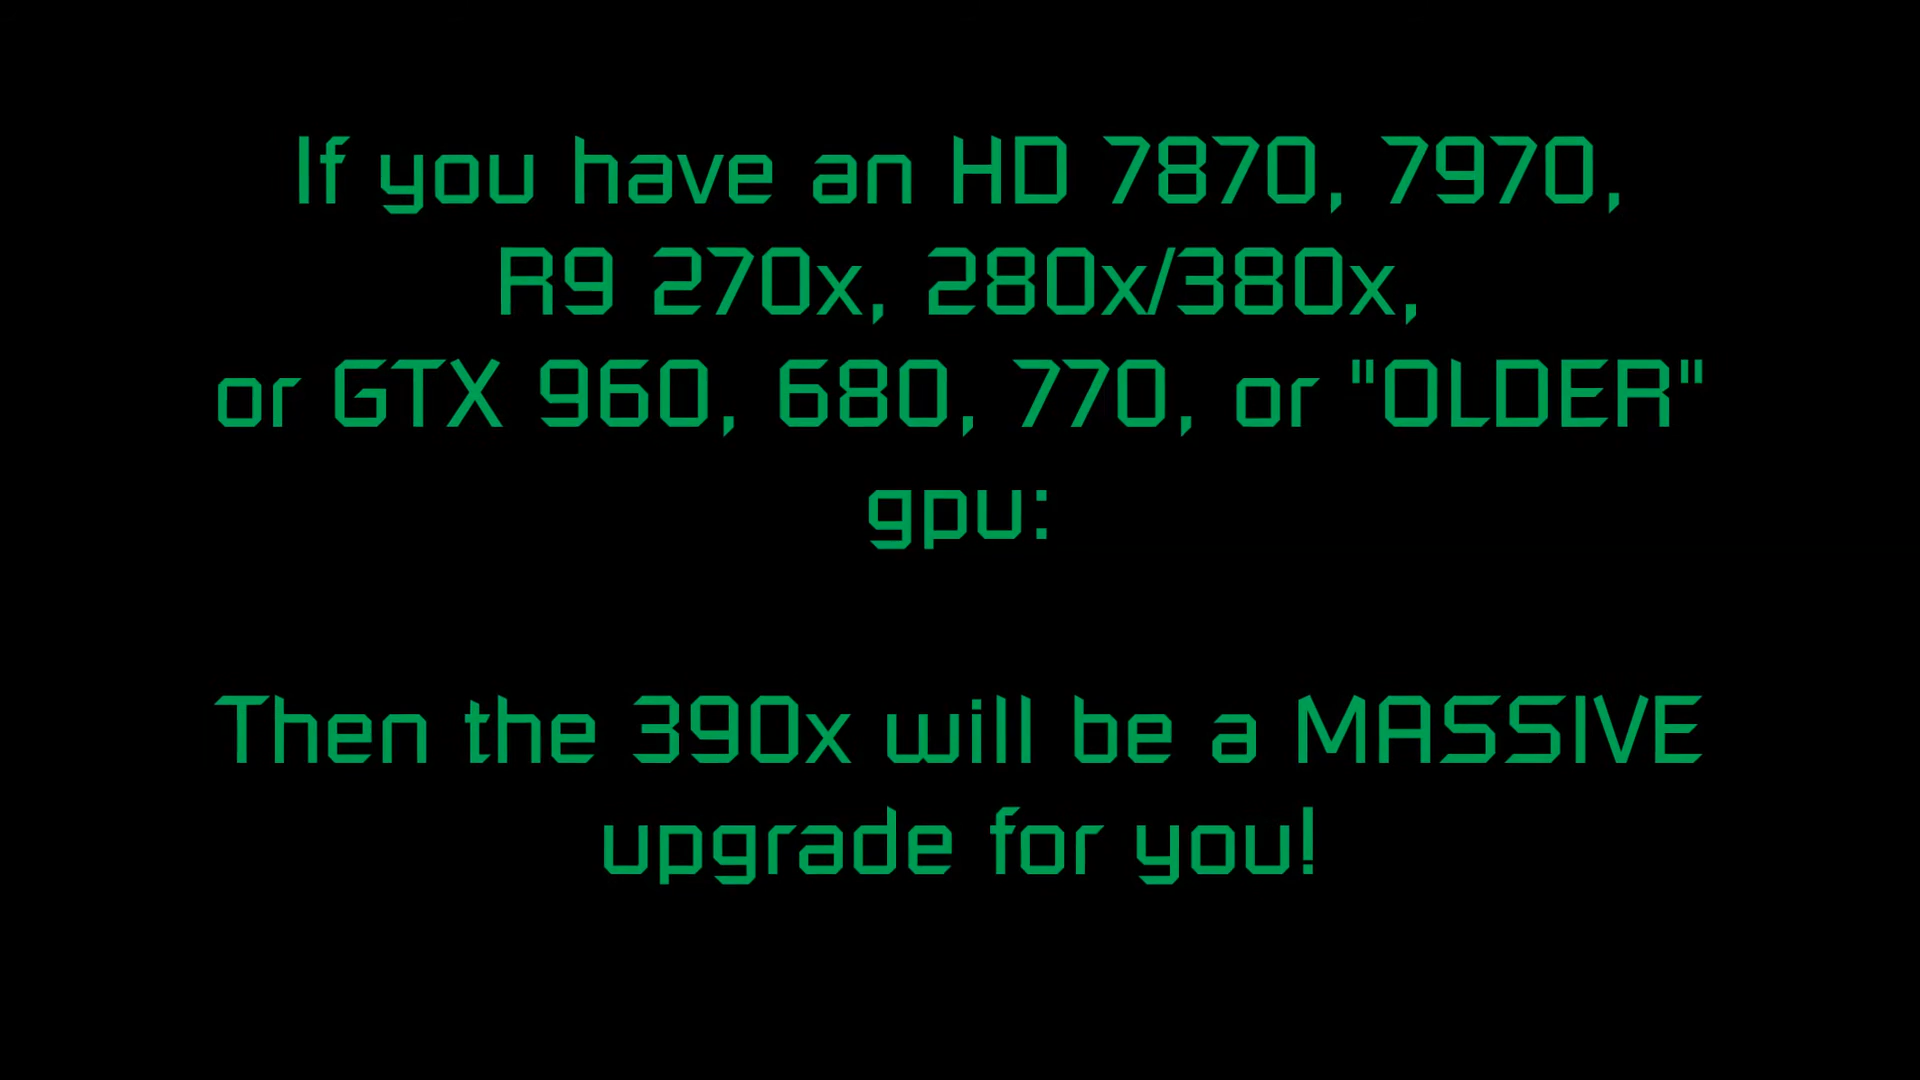 If you have an HD 7870, 7970,
R9 270x, 280x/380x,
or GTX 960, 680, 770, or "OLDER"
gpu:
Then the 390x will be a MASSIVE
upgrade for you!